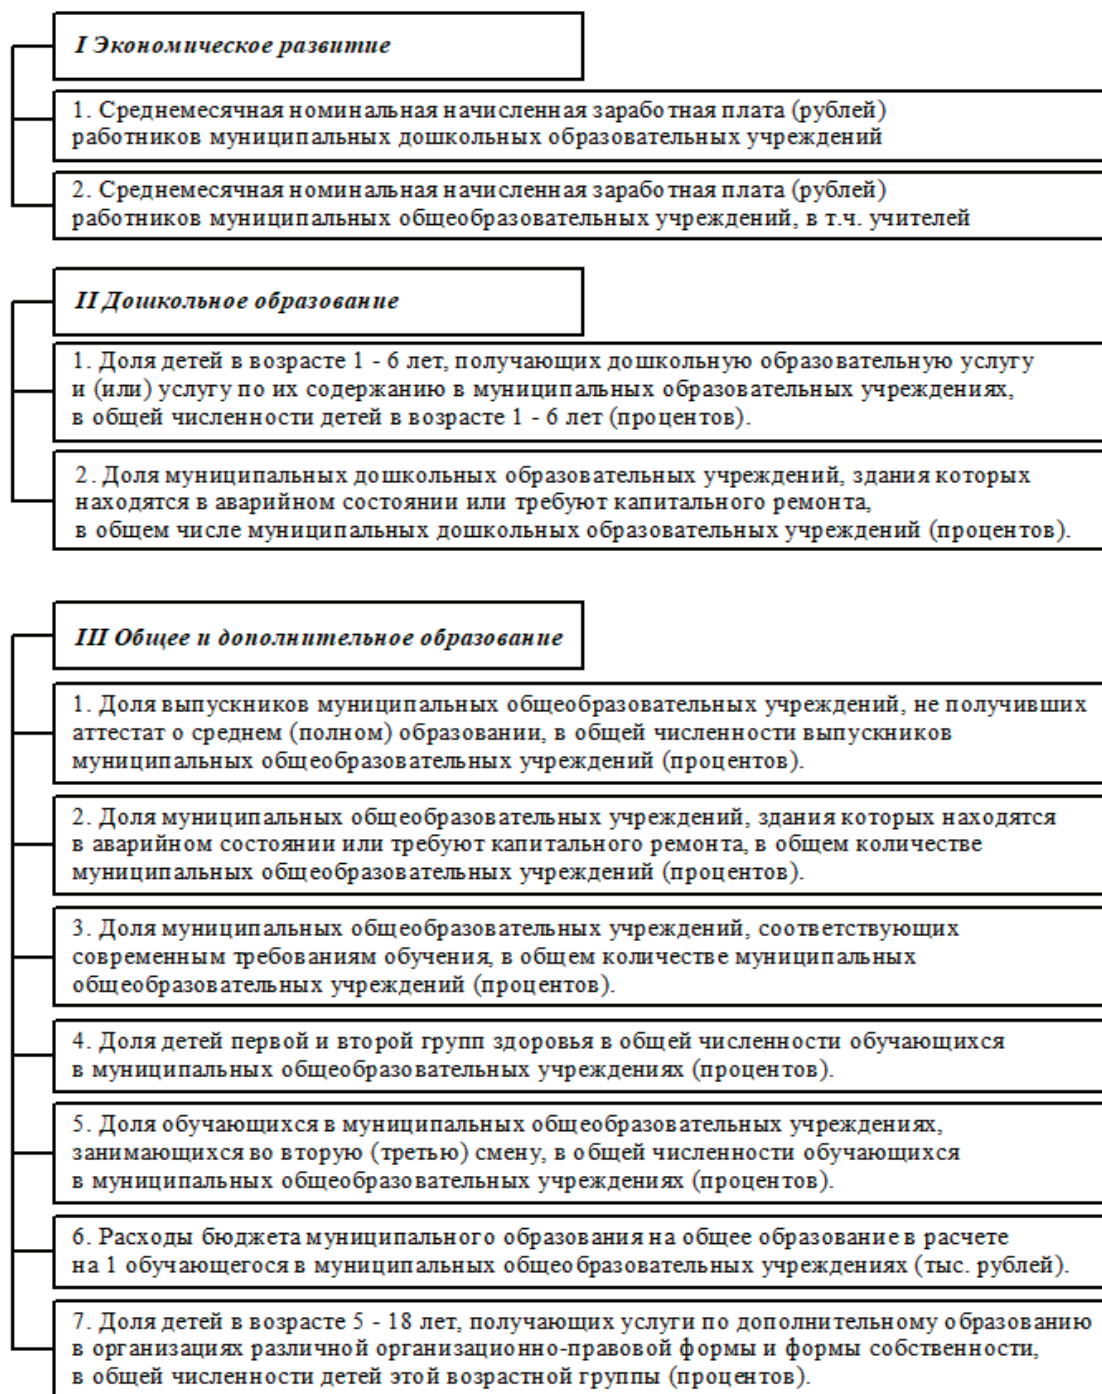 I Экономическое развитие
1. Среднемесячная номинальная начисленная заработная плата (рублей)
работников муниципальных дошкольных образовательных учреждений
2. Среднемесячная номинальная начисленная заработная плата (рублей)
работников муниципальных общеобразовательных учреждений, в т.ч. учителей
II Дошкольное образование
1. Доля детей в возрасте 1 - 6 лет, получающих дошкольную образовательную услугу
и (или) услугу по их содержанию в муниципальных образовательных учреждениях,
в общей численности детей в возрасте 1 - 6 лет (процентов).
2. Доля муниципальных дошкольных образовательных учреждений, здания которых
находятся в аварийном состоянии или требуют капитального ремонта,
в общем числе муниципальных дошкольных образовательных учреждений (процентов).
III Общее и дополнительное образование
1. Доля выпускников муниципальных общеобразовательных учреждений, не получивших
аттестат о среднем (полном) образовании, в общей численности выпускников
муниципальных общеобразовательных учреждений (процентов).
2. Доля муниципальных общеобразовательных учреждений, здания которых находятся
в аварийном состоянии или требуют капитального ремонта, в общем количестве
муниципальных общеобразовательных учреждений (процентов).
3. Доля муниципальных общеобразовательных учреждений, соответствующих
современным требованиям обучения, в общем количестве муниципальных
общеобразовательных учреждений (процентов).
4. Доля детей первой и второй групп здоровья в общей численности обучающихся
в муниципальных общеобразовательных учреждениях (процентов).
5. Доля обучающихся в муниципальных общеобразовательных учреждениях,
занимающихся во вторую (третью) смену, в общей численности обучающихся
в муниципальных общеобразовательных учреждениях (процентов).
6. Расходы бюджета муниципального образования на общее образование в расчете
на 1 обучающегося в муниципальных общеобразовательных учреждениях (тыс. рублей).
7. Доля детей в возрасте 5 - 18 лет, получающих услуги по дополнительному образованию
в организациях различной организационно-правовой формы и формы собственности,
в общей численности детей этой возрастной группы (процентов).